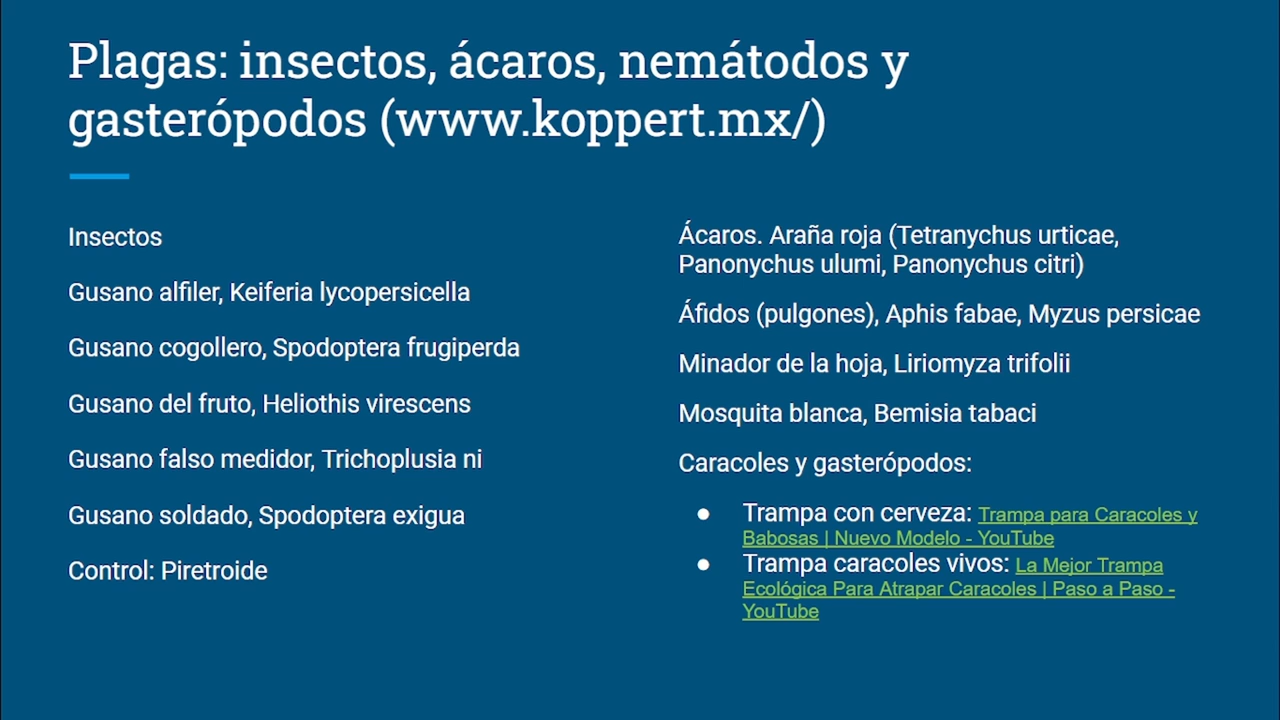 Plagas: insectos, ácaros, nemátodos y
gasterópodos (www.koppert.mx/)
Insectos
Gusano alfiler, Keiferia lycopersicella
Gusano cogollero, Spodoptera frugiperda
Gusano del fruto, Heliothis virescens
Gusano falso medidor, Trichoplusia ni
Gusano soldado, Spodoptera exigua
Control: Piretroide
Ácaros. Araña roja (Tetranychus urticae,
Panonychus ulumi, Panonychus citri)
Áfidos (pulgones), Aphis fabae, Myzus persicae
Minador de la hoja, Liriomyza trifolii
Mosquita blanca, Bemisia tabaci
Caracoles y gasterópodos:
● Trampa con cerveza: Trampa para Caracoles y
Babosas | Nuevo Modelo - YouTube
● Trampa caracoles vivos: La Mejor Trampa
Ecológica Para Atrapar Caracoles | Paso a Paso -
YouTube